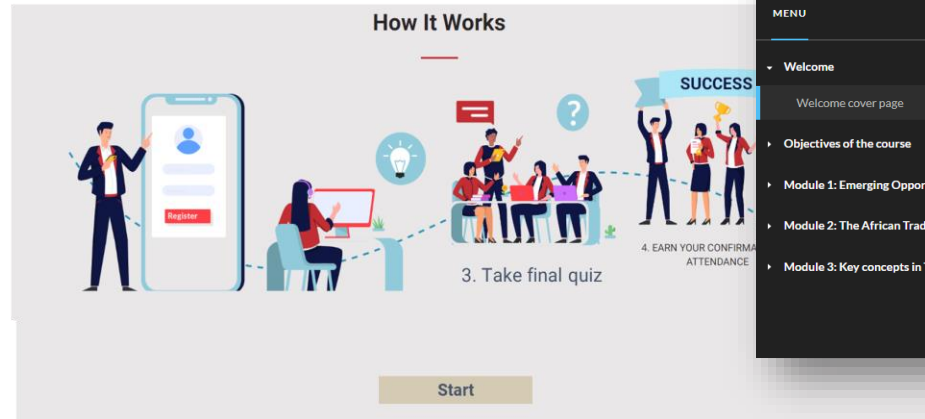 How It Works
Register
SUCCESS
3. Take final quiz
4. EARN YOUR CONFIRMA
ATTENDANCE
Start
MENU
Welcome
Welcome cover page
Objectives of the course
Module 1: Emerging Oppor
Module 2: The African Trad
Module 3: Key concepts in